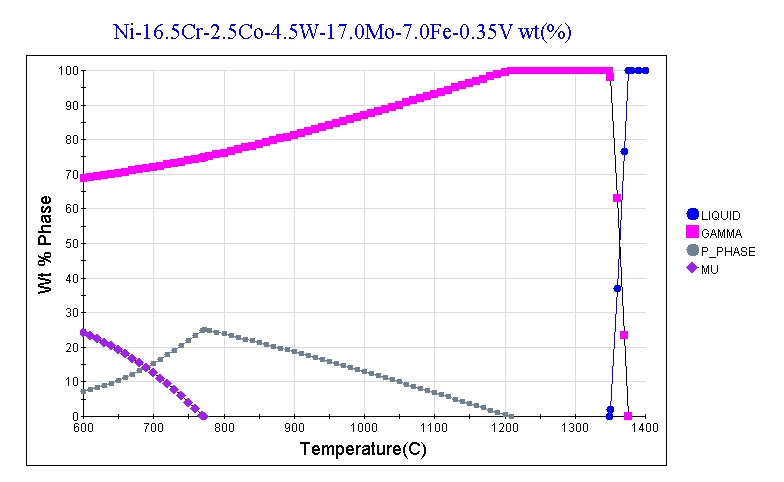 Ni-16.5Cr-2.5Co-4.5W-17.0Mo-7.0Fe-0.35V wt(%)
100
90
80
70
60
50
40
30
20
10
0
Wt % Phase
600 700 800 900 1000 1100 1200 1300 1400
Temperature(C)
LIQUID
GAMMA
P_PHASE
MU